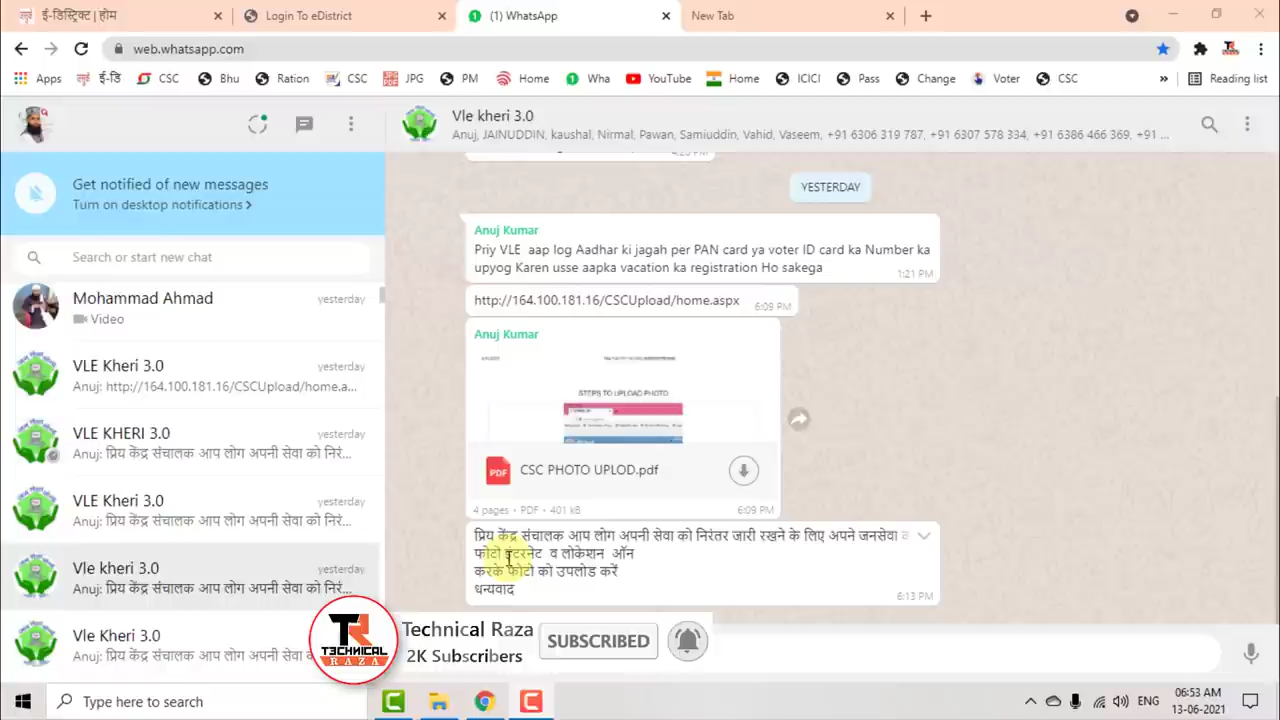 ई-डिस्ट्रिक्ट | होम
Login To eDistrict
(1) WhatsApp
New Tab
web.whatsapp.com
Apps ई-डि CSC Bhu Ration CSC JPG PM Home Wha YouTube Home ICICI Pass Change Voter CSC » Reading list
Vle kheri 3.0
Anuj, JAINUDDIN, kaushal, Nirmal, Pawan, Samiuddin, Vahid, Vaseem, +91 6306 319 787, +91 6307 578 334, +91 6386 466 369, +91 ...
Get notified of new messages
Turn on desktop notifications >
Search or start new chat
Mohammad Ahmad yesterday
Video
VLE Kheri 3.0 yesterday
Anuj: http://164.100.181.16/CSCUpload/home.a...
VLE KHERI 3.0 yesterday
Anuj: प्रिय केंद्र संचालक आप लोग अपनी सेवा को निरं...
VLE Kheri 3.0 yesterday
Anuj: प्रिय केंद्र संचालक आप लोग अपनी सेवा को निरं...
Vle kheri 3.0 yesterday
Anuj: प्रिय केंद्र संचालक आप लोग अपनी सेवा को निरं...
Vle Kheri 3.0
Anuj: प्रिय केंद्र संचालक आप लोग अपनी सेवा
YESTERDAY
Anuj Kumar
Priy VLE aap log Aadhar ki jagah per PAN card ya voter ID card ka Number ka
upyog Karen usse aapka vacation ka registration Ho sakega
1:21 PM
http://164.100.181.16/CSCUpload/home.aspx 6:09 PM
Anuj Kumar
STEPS TO UPLOAD PHOTO
PDF CSC PHOTO UPLOD.pdf
4 pages • PDF • 401 kB 6:09 PM
प्रिय केंद्र संचालक आप लोग अपनी सेवा को निरंतर जारी रखने के लिए अपने जनसेवा
फोटो इंटरनेट व लोकेशन ऑन
करके फोटो को उपलोड करें
धन्यवाद
6:13 PM
TR
TECHNICAL
RAZA
Technical Raza
2K Subscribers
SUBSCRIBED
Type here to search
ENG
06:53 AM
13-06-2021